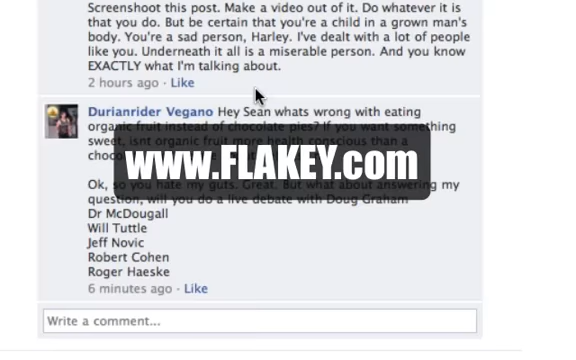 Screenshoot this post. Make a video out of it. Do whatever it is
that you do. But be certain that you're a child in a grown man's
body. You're a sad person, Harley. I've dealt with a lot of people
like you. Underneath it all is a miserable person. And you know
EXACTLY what I'm talking about.
2 hours ago · Like
Durianrider Vegano Hey Sean whats wrong with eating
organic fruit instead of chocolate pies? If you want something
sweet, isnt organic fruit more health conscious than a
choco
www.FLAKEY.com
Ok, so you hate my guts. Great. But what about answering my
question, will you do a live debate with Doug Graham
Dr McDougall
Will Tuttle
Jeff Novic
Robert Cohen
Roger Haeske
6 minutes ago · Like
Write a comment...